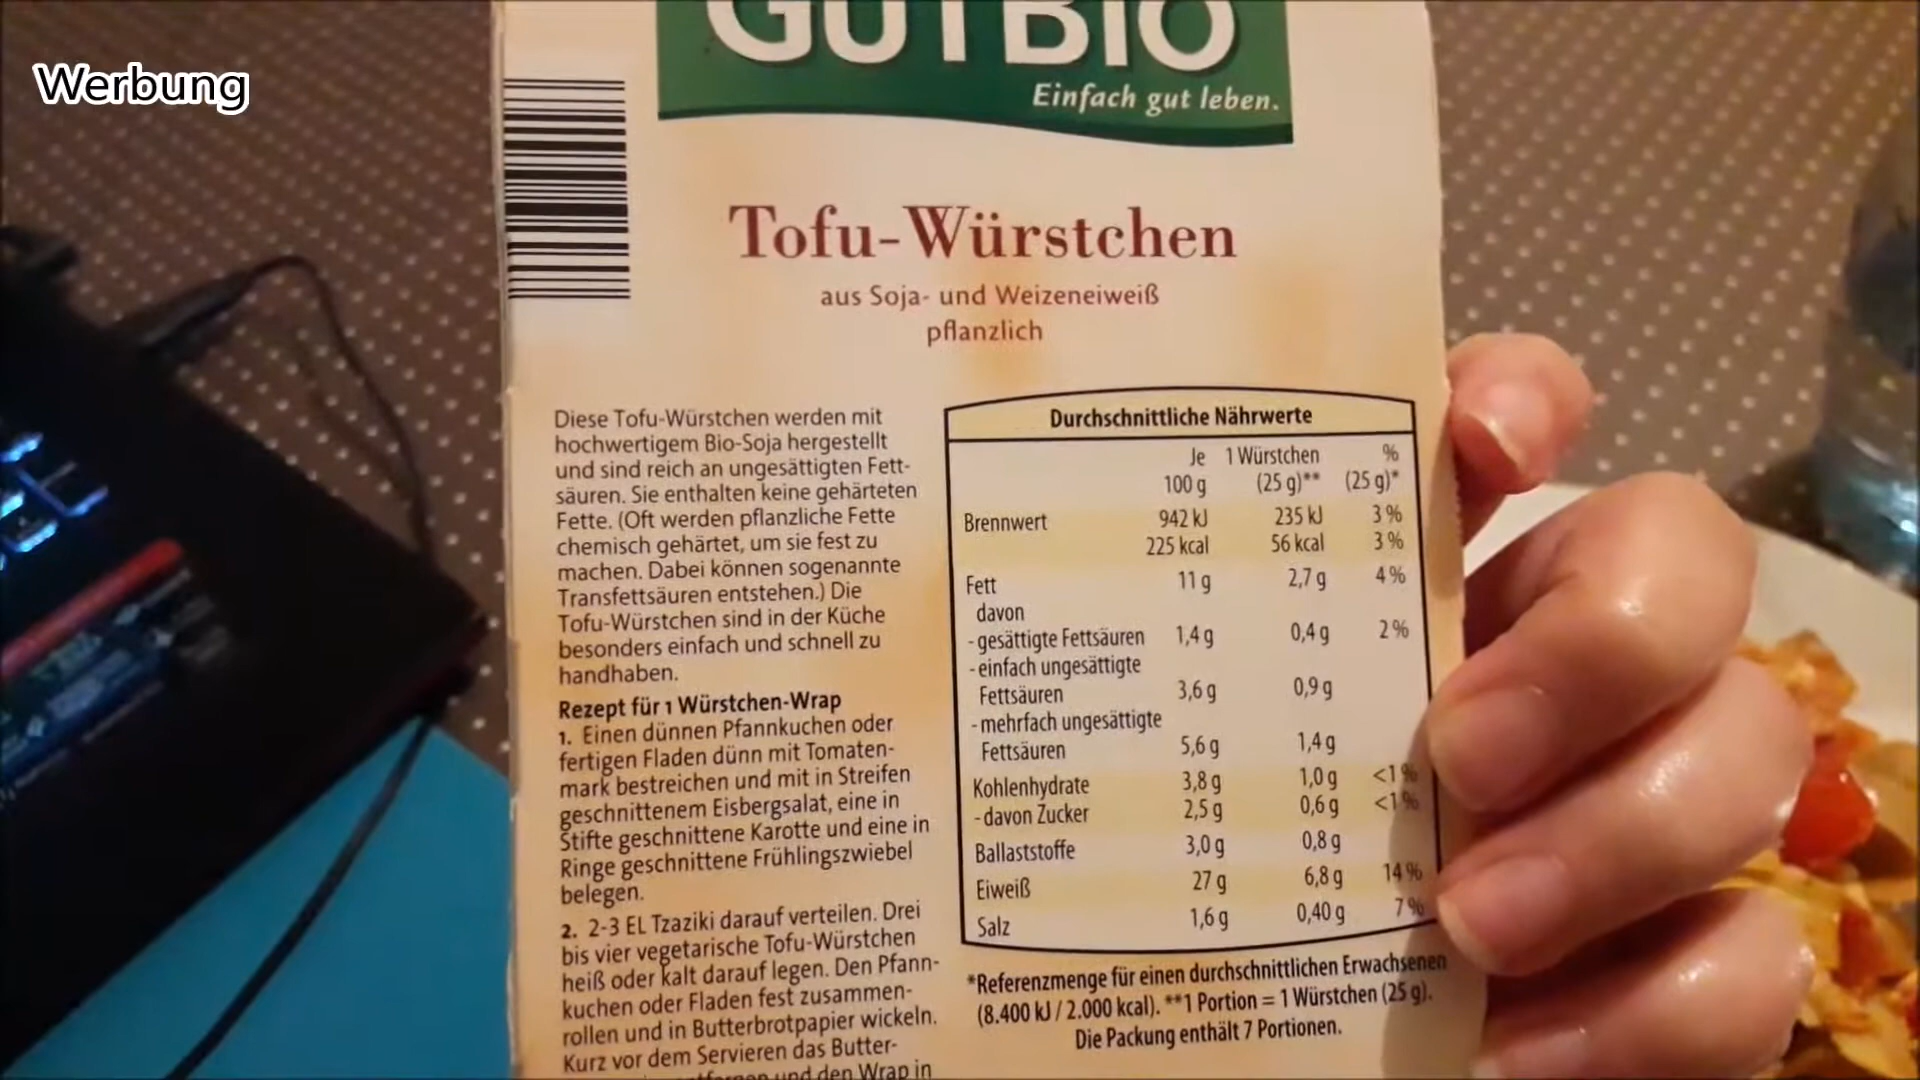 Werbung
GUTBIO
Einfach gut leben.
Tofu-Würstchen
aus Soja- und Weizeneiweiß
pflanzlich
Diese Tofu-Würstchen werden mit
hochwertigem Bio-Soja hergestellt
und sind reich an ungesättigten Fett-
säuren. Sie enthalten keine gehärteten
Fette. (Oft werden pflanzliche Fette
chemisch gehärtet, um sie fest zu
machen. Dabei können sogenannte
Transfettsäuren entstehen.) Die
Tofu-Würstchen sind in der Küche
besonders einfach und schnell zu
handhaben.
Rezept für 1 Würstchen-Wrap
1. Einen dünnen Pfannkuchen oder
fertigen Fladen dünn mit Tomaten-
mark bestreichen und mit in Streifen
geschnittenem Eisbergsalat, eine in
Stifte geschnittene Karotte und eine in
Ringe geschnittene Frühlingszwiebel
belegen.
2. 2-3 EL Tzaziki darauf verteilen. Drei
bis vier vegetarische Tofu-Würstchen
heiß oder kalt darauf legen. Den Pfann-
kuchen oder Fladen fest zusammen-
rollen und in Butterbrotpapier wickeln.
Kurz vor dem Servieren das Butter-
und den Wrap in
Durchschnittliche Nährwerte
Je 1 Würstchen %
100 g (25 g)** (25 g)*
Brennwert 942 kJ 235 kJ 3 %
225 kcal 56 kcal 3 %
Fett 11 g 2,7 g 4 %
davon
- gesättigte Fettsäuren 1,4 g 0,4 g 2 %
- einfach ungesättigte
Fettsäuren 3,6 g 0,9 g
- mehrfach ungesättigte
Fettsäuren 5,6 g 1,4 g
Kohlenhydrate 3,8 g 1,0 g <1 %
- davon Zucker 2,5 g 0,6 g <1 %
Ballaststoffe 3,0 g 0,8 g
Eiweiß 27 g 6,8 g 14 %
Salz 1,6 g 0,40 g 7 %
*Referenzmenge für einen durchschnittlichen Erwachsenen
(8.400 kJ / 2.000 kcal). **1 Portion = 1 Würstchen (25 g).
Die Packung enthält 7 Portionen.